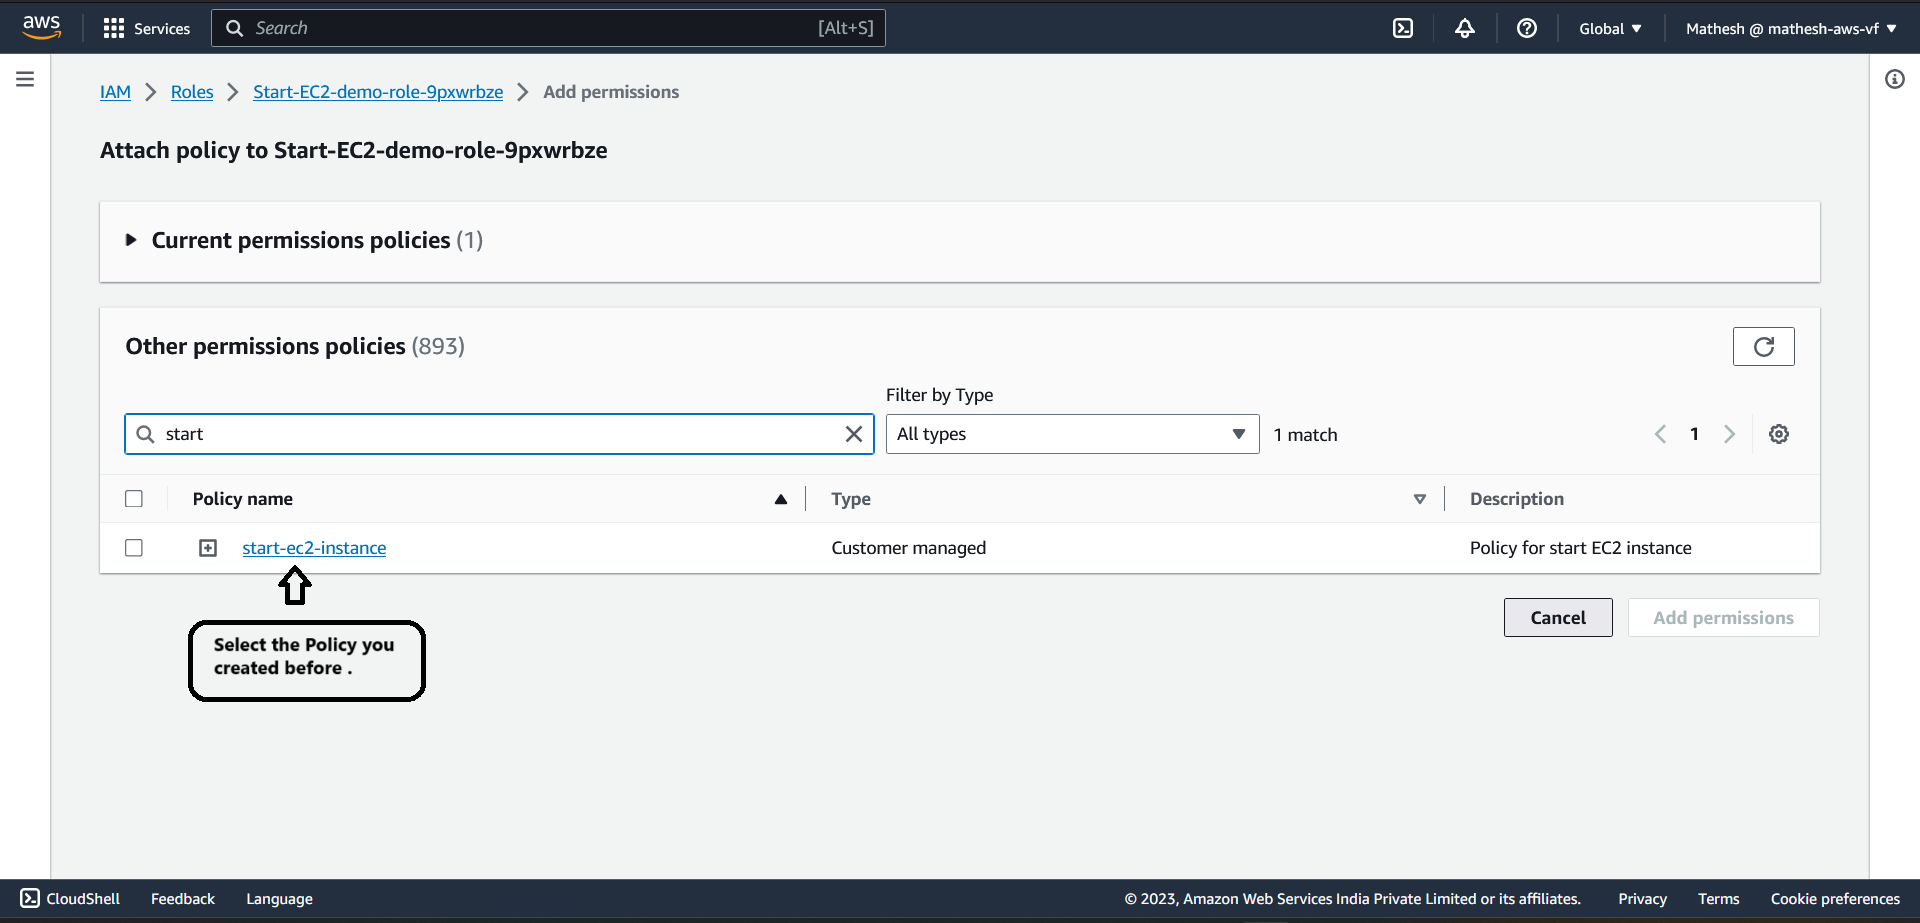 aws Services Search [Alt+S] Global Mathesh @ mathesh-aws-vf
IAM Roles Start-EC2-demo-role-9pxwrbze Add permissions
Attach policy to Start-EC2-demo-role-9pxwrbze
Current permissions policies (1)
Other permissions policies (893)
Filter by Type
start All types 1 match 1
Policy name Type Description
start-ec2-instance Customer managed Policy for start EC2 instance
Cancel Add permissions
Select the Policy you
created before .
CloudShell Feedback Language © 2023, Amazon Web Services India Private Limited or its affiliates. Privacy Terms Cookie preferences